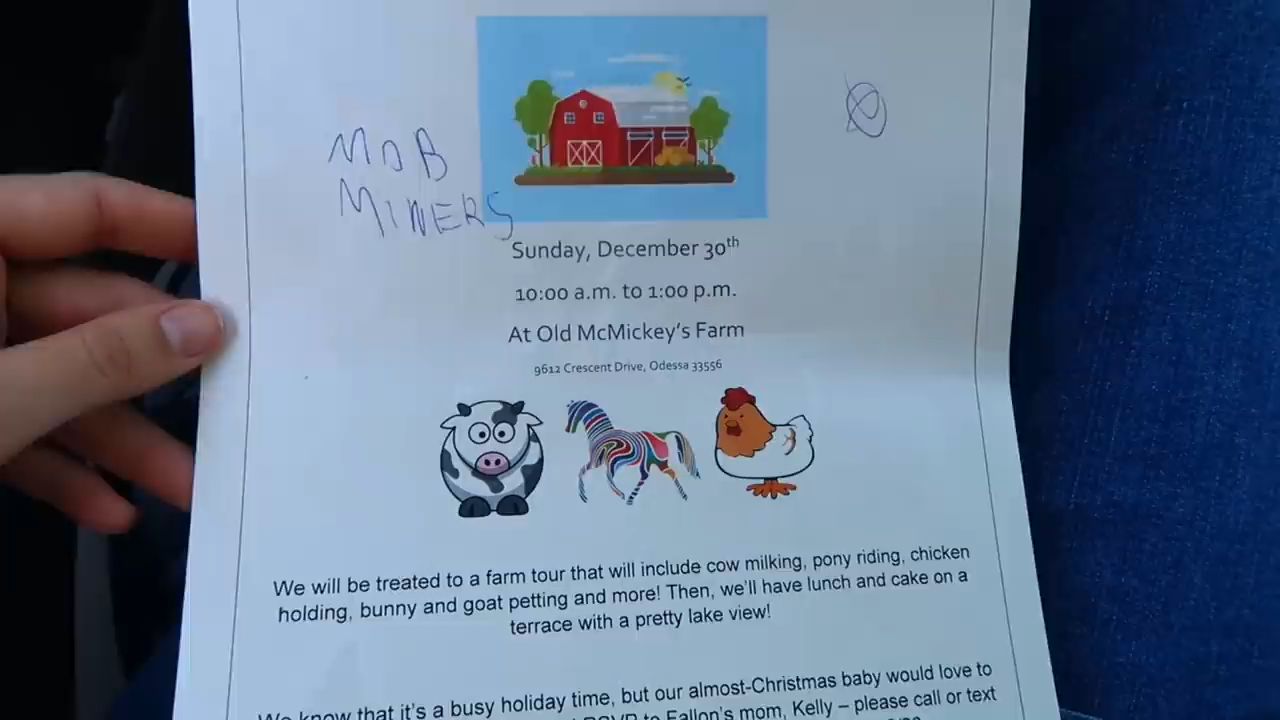 MOB
MINERS
Sunday, December 30th
10:00 a.m. to 1:00 p.m.
At Old McMickey's Farm
9612 Crescent Drive, Odessa 33556
We will be treated to a farm tour that will include cow milking, pony riding, chicken
holding, bunny and goat petting and more! Then, we'll have lunch and cake on a
terrace with a pretty lake view!
We know that it's a busy holiday time, but our almost-Christmas baby would love to
RSVP to Fallon's mom, Kelly – please call or text